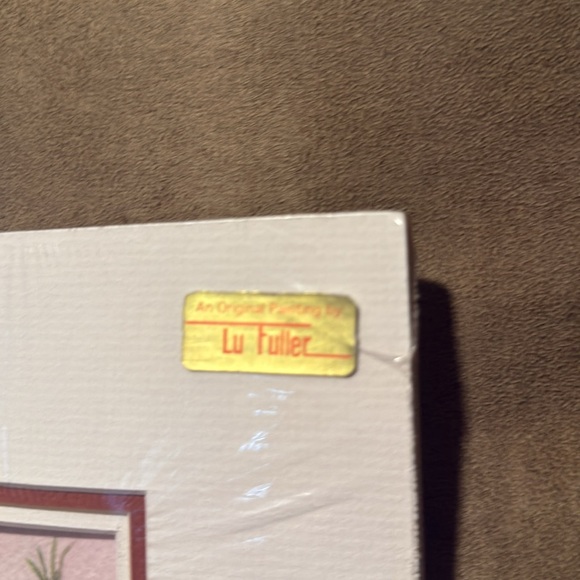 An Original Painting By
Lu Fuller